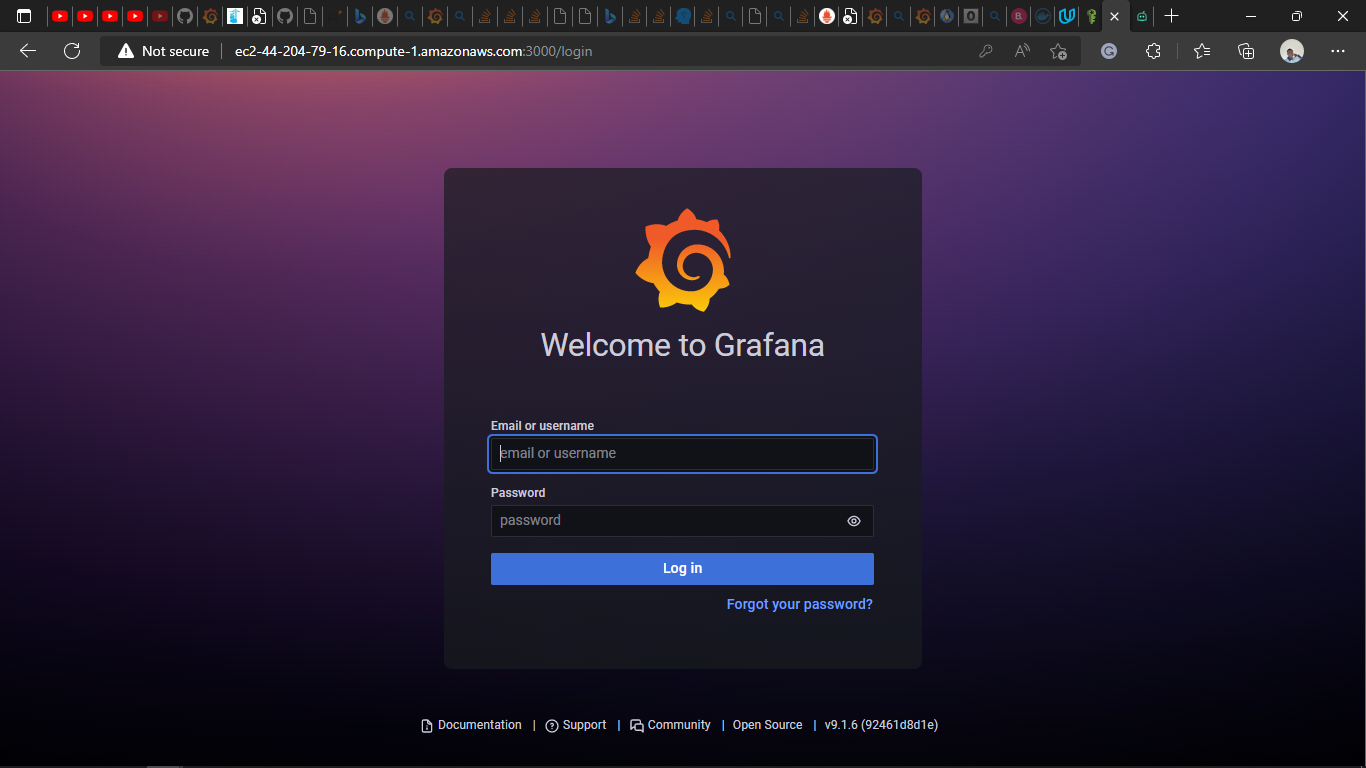 Not secure
ec2-44-204-79-16.compute-1.amazonaws.com:3000/login
Welcome to Grafana
Email or username
email or username
Password
password
Log in
Forgot your password?
Documentation | Support | Community | Open Source | v9.1.6 (92461d8d1e)